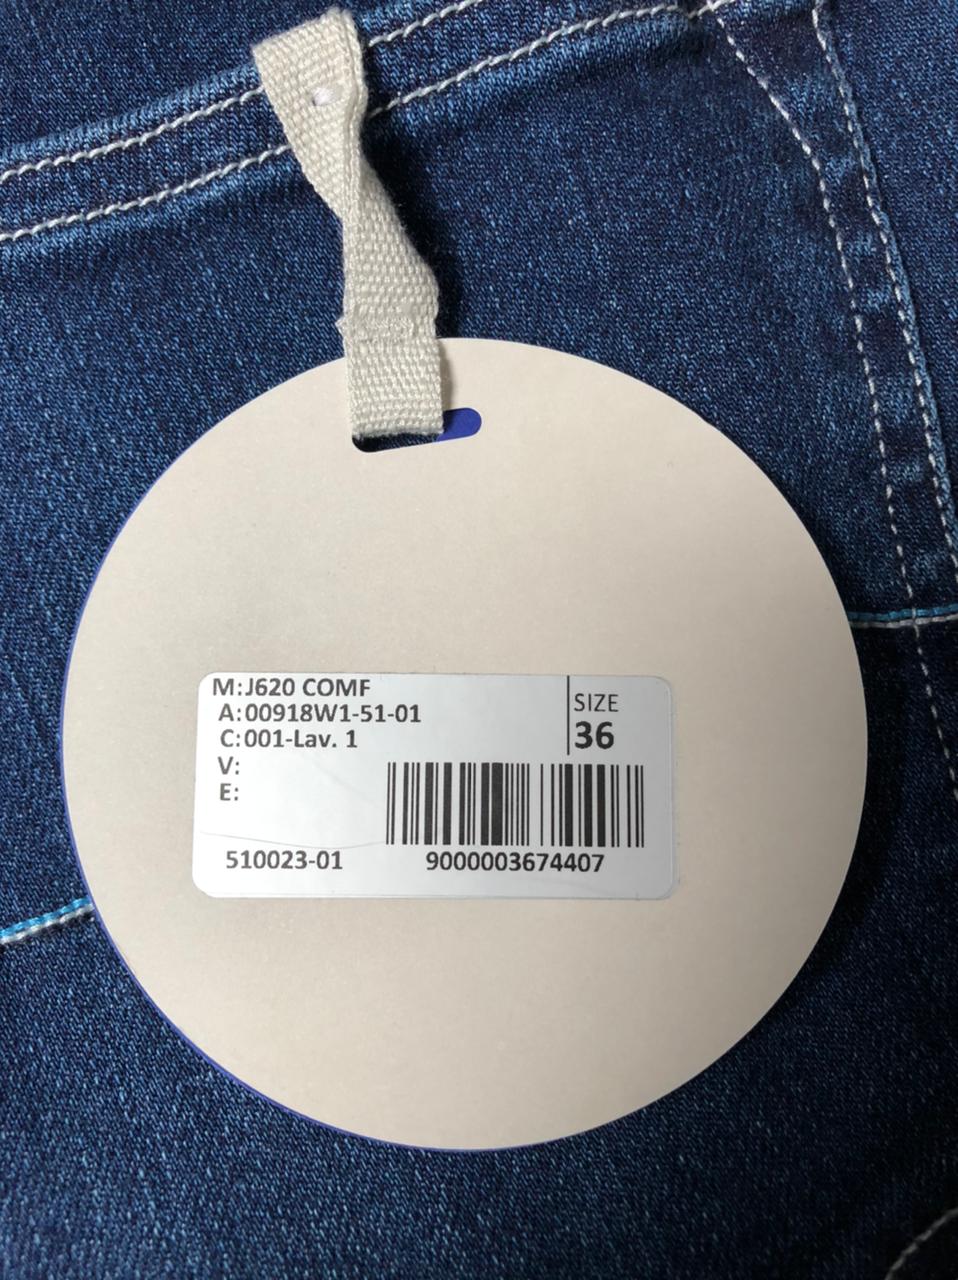 M:J620 COMF
A:00918W1-51-01
C:001-Lav. 1
V:
E:
SIZE
36
510023-01
9000003674407